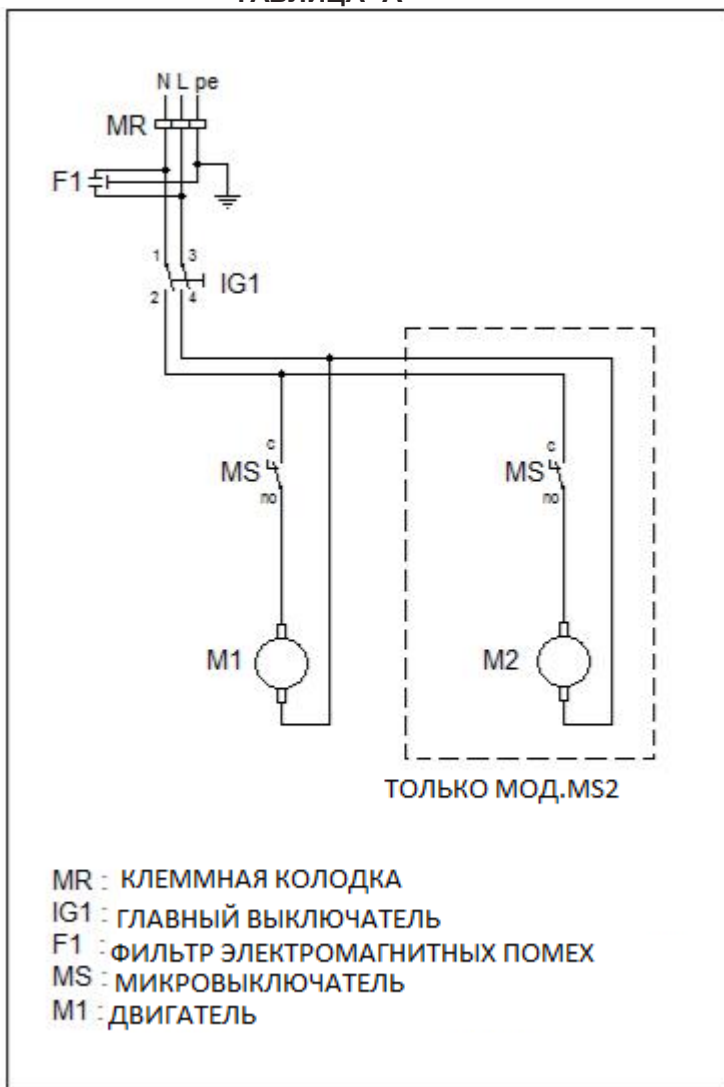 ТАБЛИЦА A
N L pe
MR
F1
1 3
IG1
2 4
c c
MS MS
no no
M1 M2
ТОЛЬКО МОД.MS2
MR : КЛЕММНАЯ КОЛОДКА
IG1 : ГЛАВНЫЙ ВЫКЛЮЧАТЕЛЬ
F1 : ФИЛЬТР ЭЛЕКТРОМАГНИТНЫХ ПОМЕХ
MS : МИКРОВЫКЛЮЧАТЕЛЬ
M1 : ДВИГАТЕЛЬ